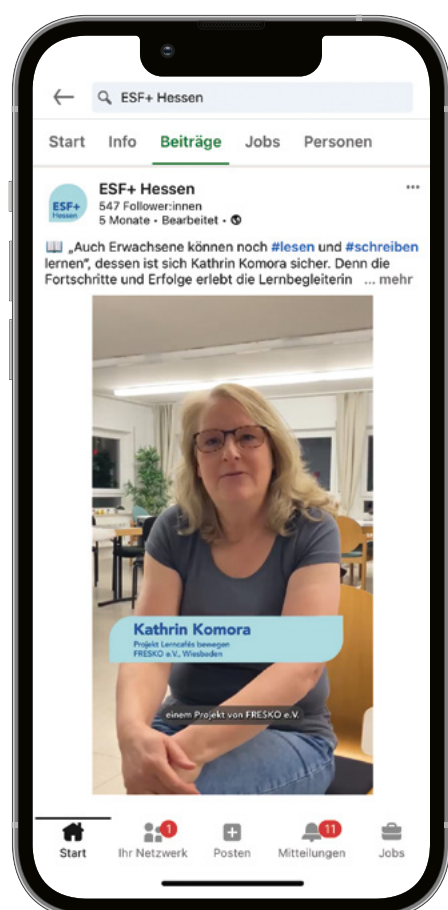 ESF+ Hessen
Start Info Beiträge Jobs Personen
ESF+
Hessen
ESF+ Hessen
547 Follower:innen
5 Monate • Bearbeitet •
„Auch Erwachsene können noch #lesen und #schreiben
lernen", dessen ist sich Kathrin Komora sicher. Denn die
Fortschritte und Erfolge erlebt die Lernbegleiterin ... mehr
Kathrin Komora
Projekt Lerncafés bewegen
FRESKO e.V., Wiesbaden
einem Projekt von FRESKO e.V.
1 11
Start Ihr Netzwerk Posten Mitteilungen Jobs